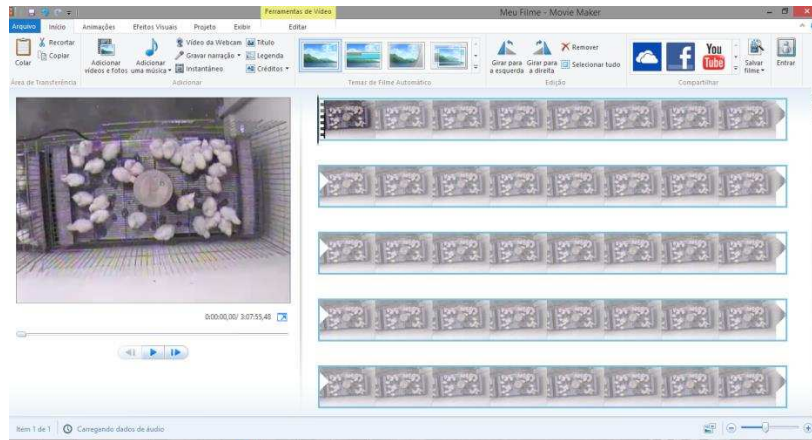 Ferramentas de Vídeo
Meu Filme - Movie Maker
Arquivo Início Animações Efeitos Visuais Projeto Exibir Editar
Colar
Recortar
Copiar
Área de Transferência
Adicionar vídeos e fotos
Adicionar uma música
Vídeo da Webcam
Gravar narração
Instantâneo
Título
Legenda
Créditos
Adicionar
Temas de Filme Automático
Girar para a esquerda
Girar para a direita
Remover
Selecionar tudo
Edição
You
Tube
Compartilhar
Salvar filme
Entrar
0:00:00,00/ 3:07:55,48
Item 1 de 1
Carregando dados de áudio